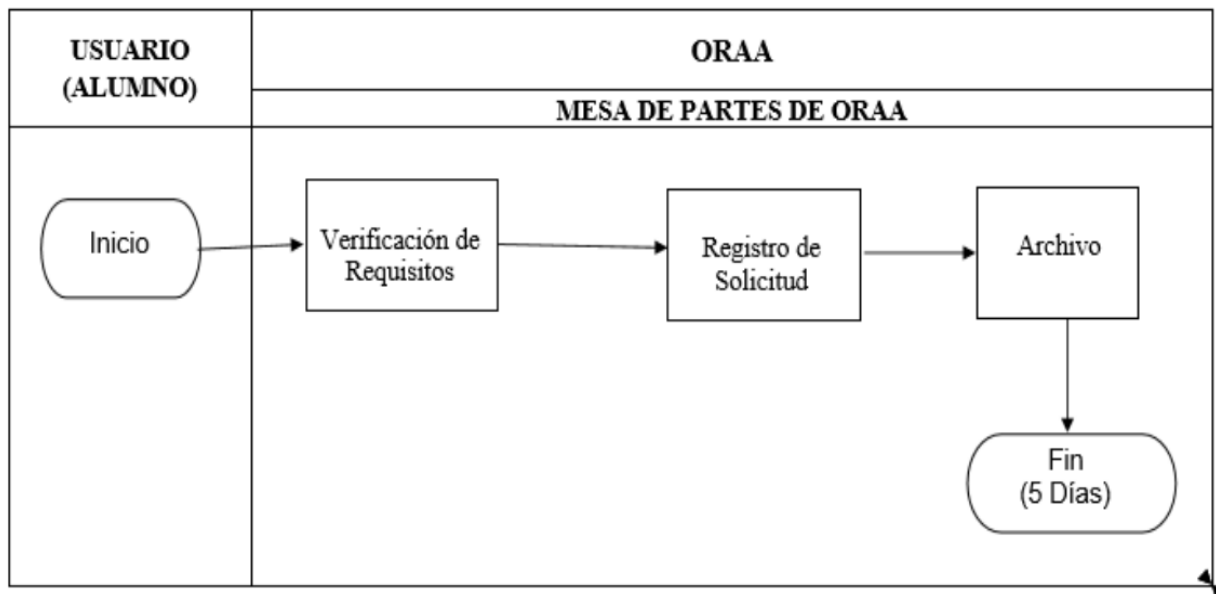 USUARIO
(ALUMNO)
ORAA
MESA DE PARTES DE ORAA
Inicio
Verificación de
Requisitos
Registro de
Solicitud
Archivo
Fin
(5 Días)